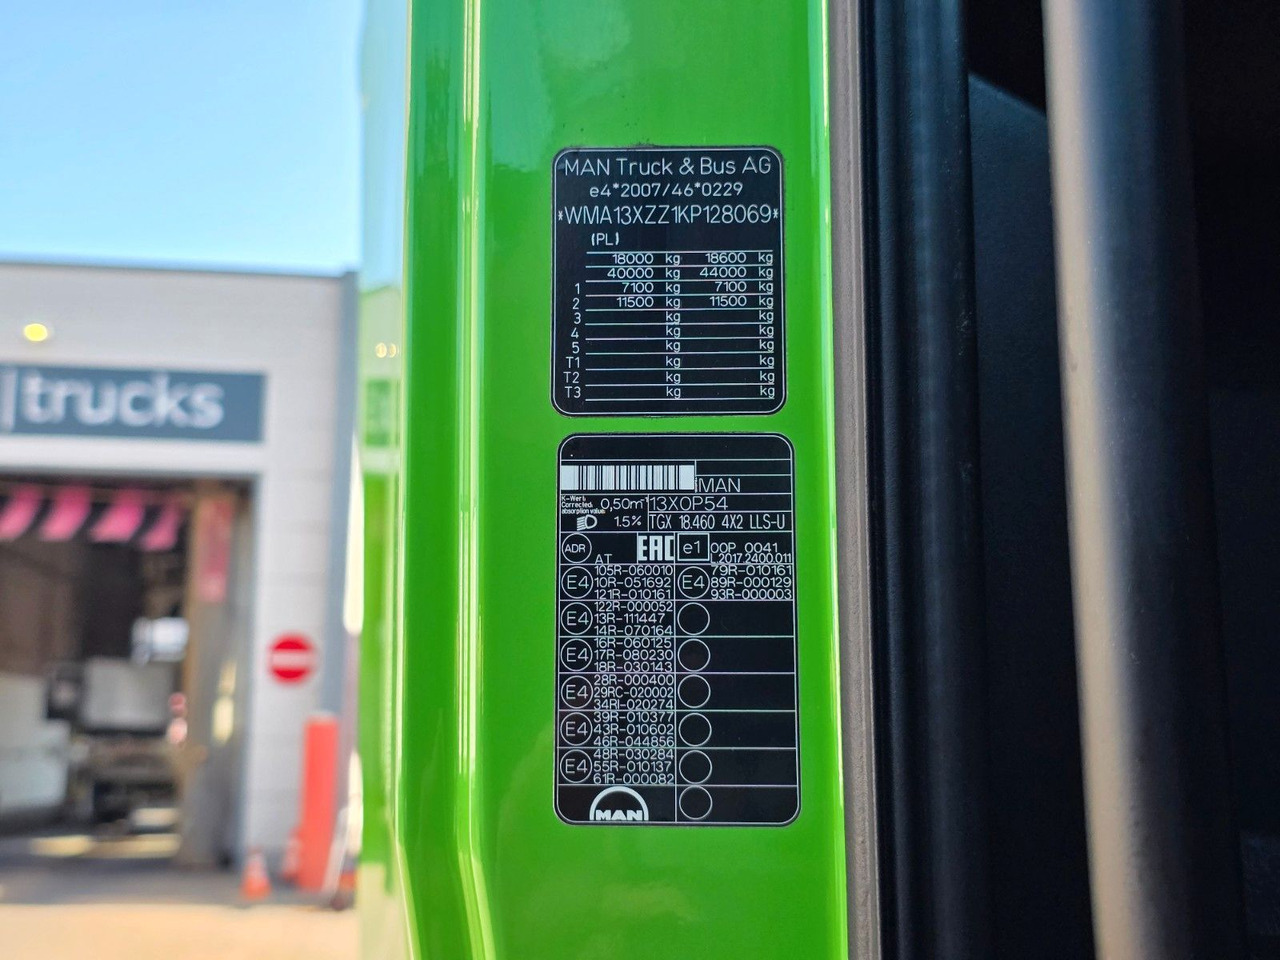 MAN Truck & Bus AG
e4*2007/46*0229
*WMA13XZZ1KP128069*
(PL)
18000 kg 18600 kg
40000 kg 44000 kg
1 7100 kg 7100 kg
2 11500 kg 11500 kg
3 kg kg
4 kg kg
5 kg kg
T1 kg kg
T2 kg kg
T3 kg kg
trucks
MAN
K-Wert:
Corrected
absorption value:
0,50m⁻¹ 13X0P54
1.5% TGX 18.460 4X2 LLS-U
ADR AT EAC e1 00P 0041
2017.2400.011
E4 105R-060010
10R-051692
121R-010161
E4 79R-010161
89R-000129
93R-000003
E4 122R-000052
13R-111447
14R-070164
E4 16R-060125
17R-080230
18R-030143
E4 28R-000400
29RC-020002
34RI-020274
E4 39R-010377
43R-010602
46R-044856
E4 48R-030284
55R-010137
61R-000082
MAN